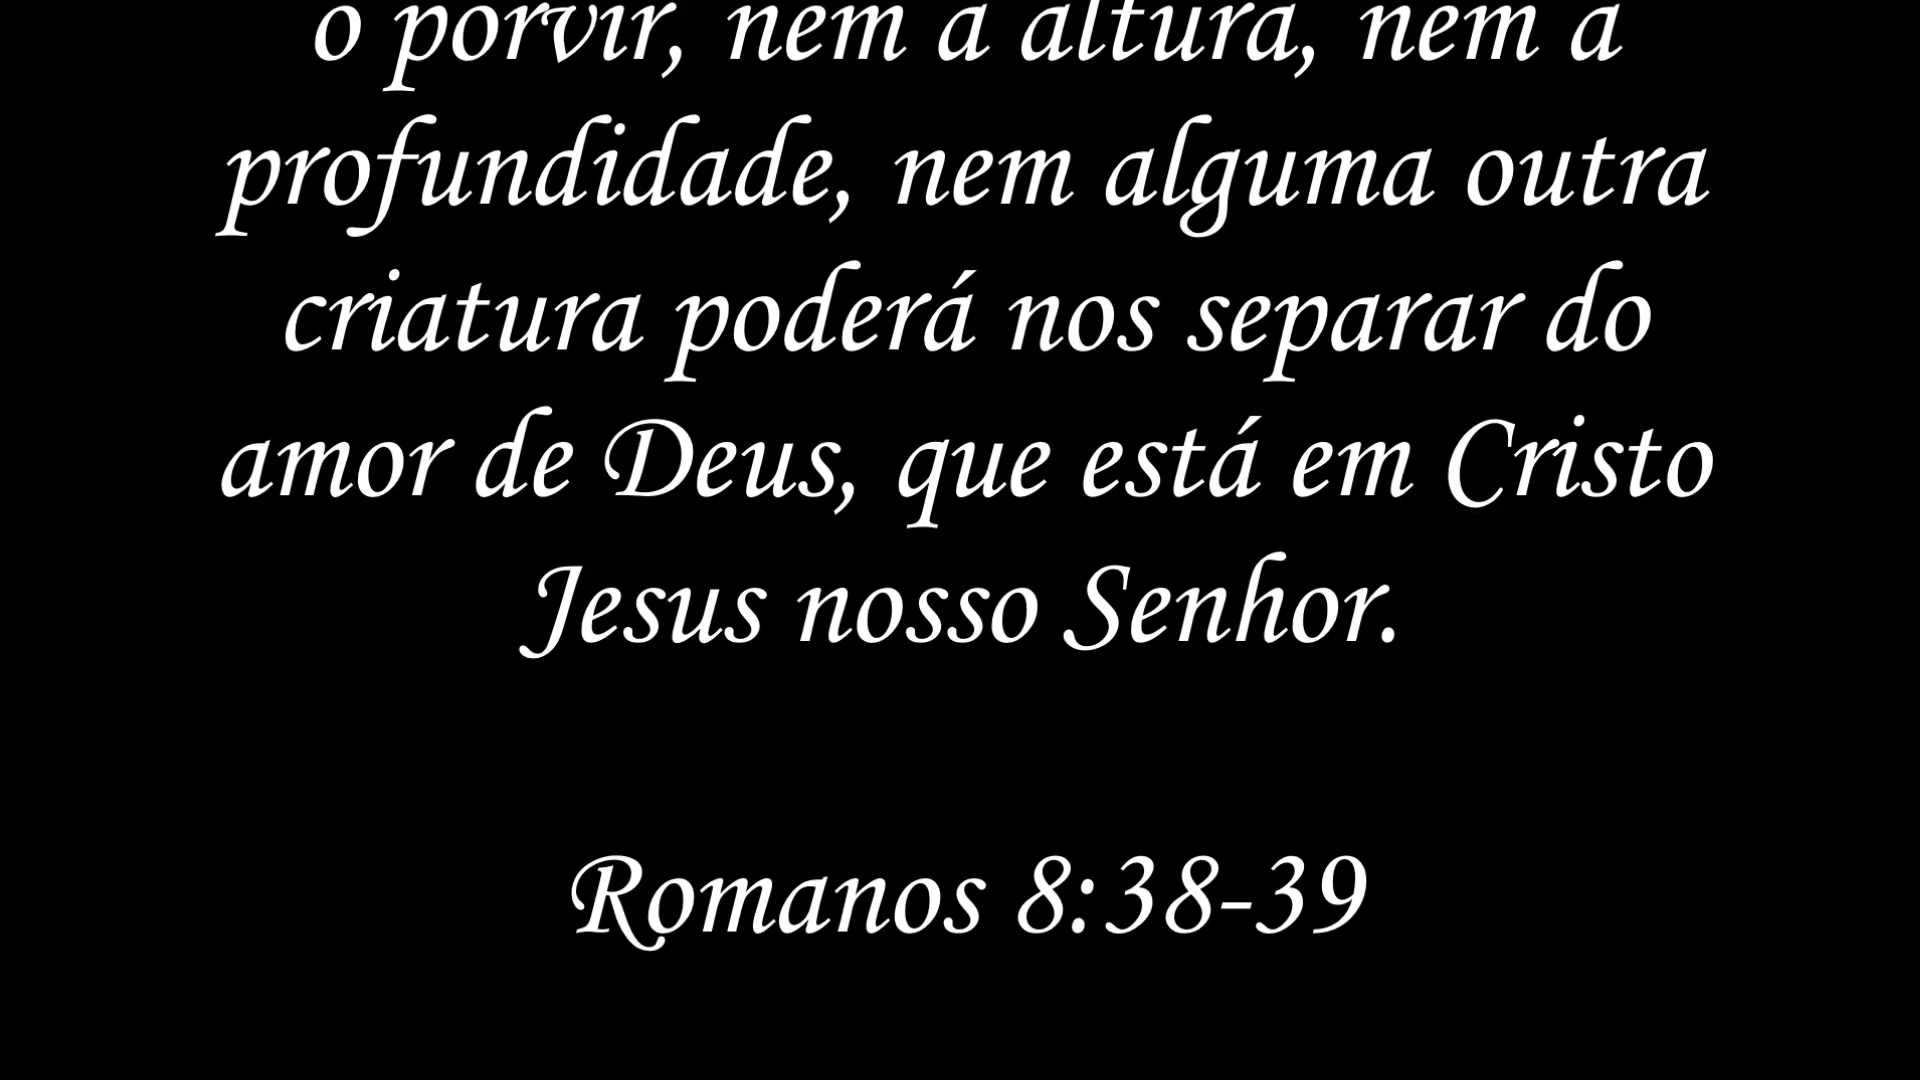 o porvir, nem a altura, nem a
profundidade, nem alguma outra
criatura poderá nos separar do
amor de Deus, que está em Cristo
Jesus nosso Senhor.
Romanos 8:38-39